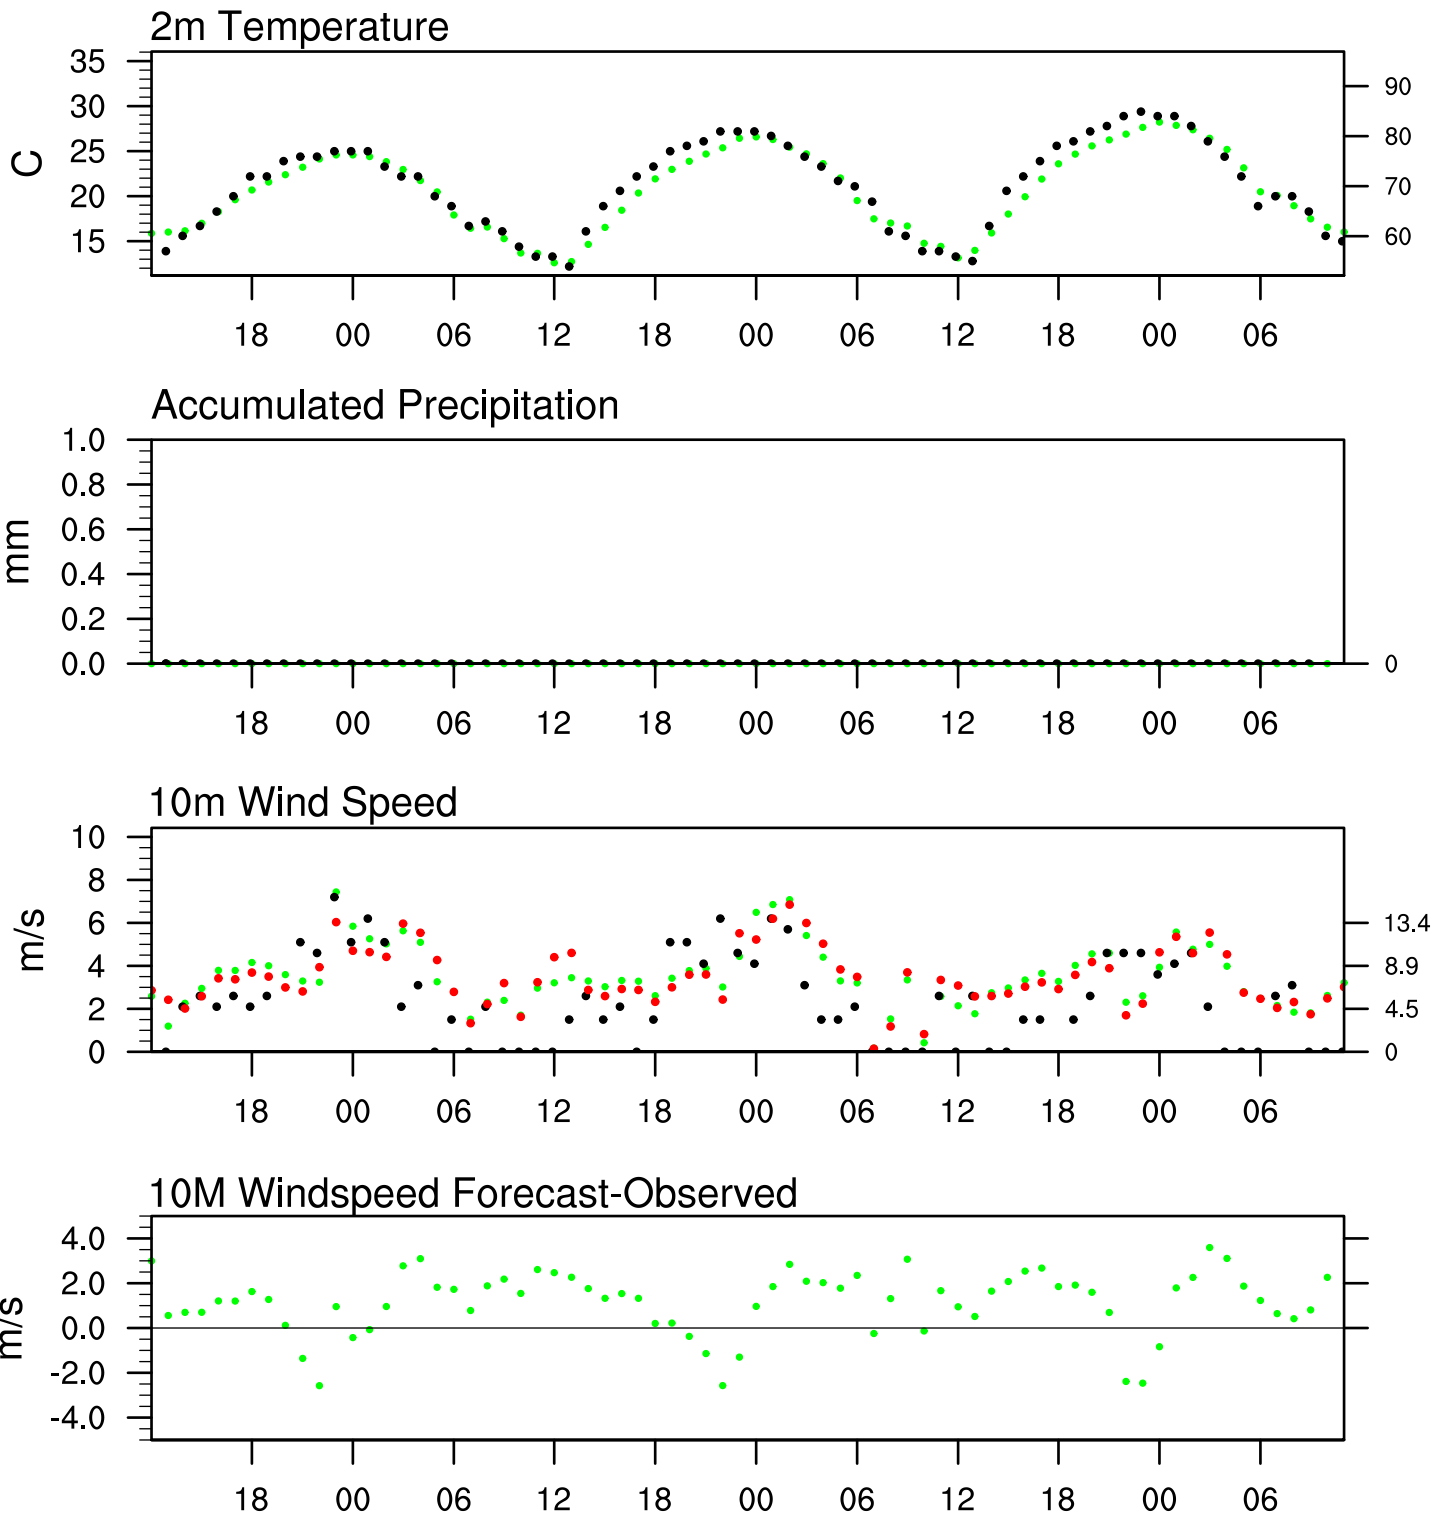 2m Temperature
35
30
25
20
15
C
90
80
70
60
18 00 06 12 18 00 06 12 18 00 06
Accumulated Precipitation
1.0
0.8
0.6
0.4
0.2
0.0
mm
0
18 00 06 12 18 00 06 12 18 00 06
10m Wind Speed
10
8
6
4
2
0
m/s
13.4
8.9
4.5
0
18 00 06 12 18 00 06 12 18 00 06
10M Windspeed Forecast-Observed
4.0
2.0
0.0
-2.0
-4.0
m/s
18 00 06 12 18 00 06 12 18 00 06